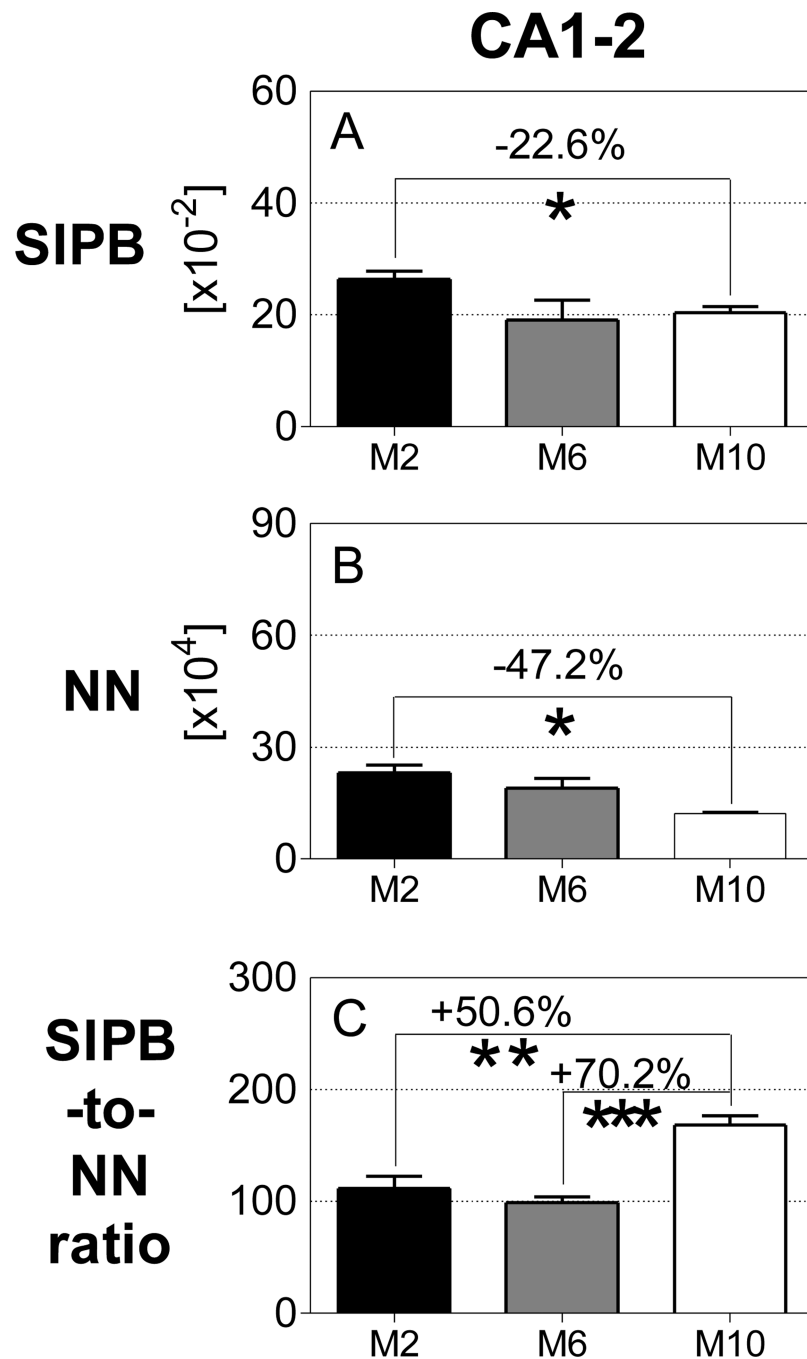 CA1-2
A
SIPB
[x10-2]
60
40
20
0
-22.6%
*
M2 M6 M10
B
NN
[x104]
90
60
30
0
-47.2%
*
M2 M6 M10
C
SIPB
-to-
NN
ratio
300
200
100
0
+50.6%
**
+70.2%
***
M2 M6 M10